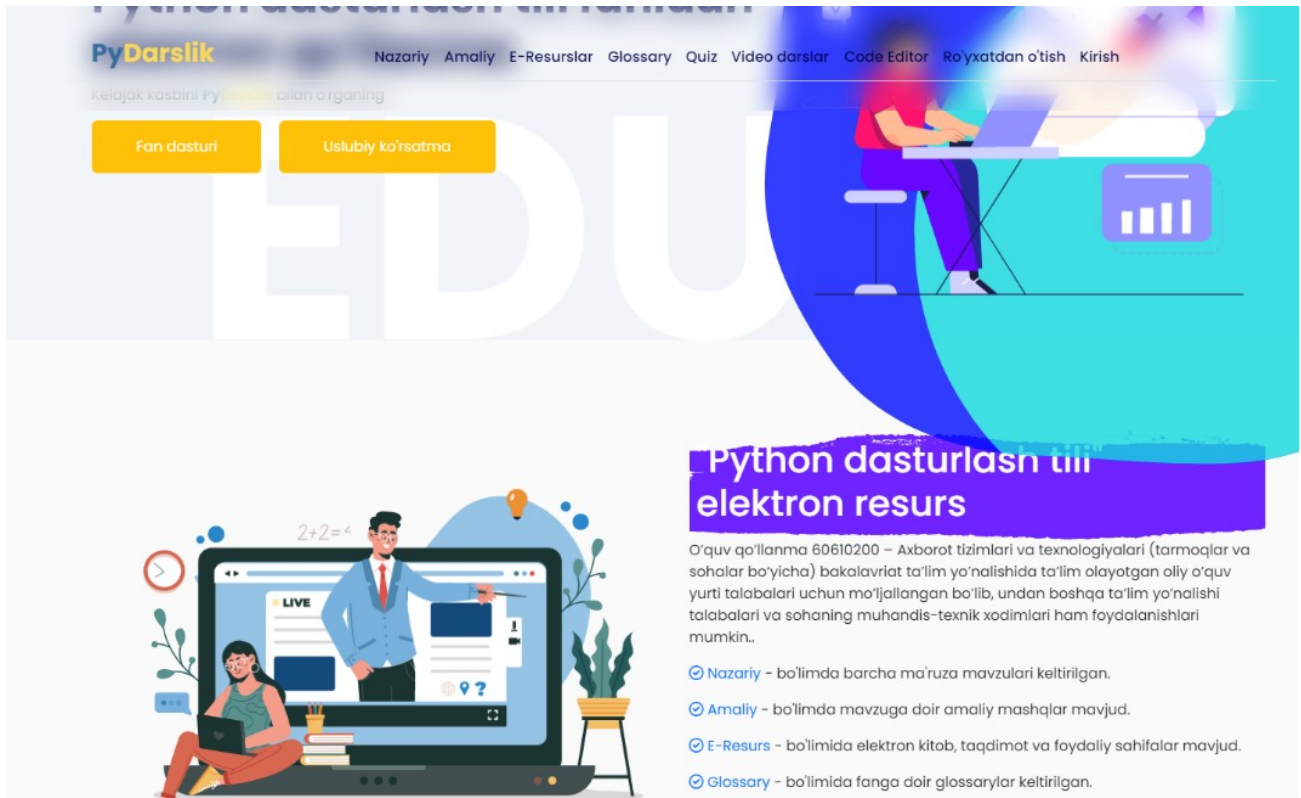 Python dasturlash tili fanidan
PyDarslik
Nazariy Amaliy E-Resurslar Glossary Quiz Video darslar Code Editor Ro'yxatdan o'tish Kirish
Kelajak kasbini bilan o'rganing
Fan dasturi
Uslubiy ko'rsatma
EDU
"Python dasturlash tili"
elektron resurs
O'quv qo'llanma 60610200 – Axborot tizimlari va texnologiyalari (tarmoqlar va
sohalar bo'yicha) bakalavriat ta'lim yo'nalishida ta'lim olayotgan oliy o'quv
yurti talabalari uchun mo'ljallangan bo'lib, undan boshqa ta'lim yo'nalishi
talabalari va sohaning muhandis-texnik xodimlari ham foydalanishlari
mumkin..
Nazariy - bo'limda barcha ma'ruza mavzulari keltirilgan.
Amaliy - bo'limda mavzuga doir amaliy mashqlar mavjud.
E-Resurs - bo'limida elektron kitob, taqdimot va foydaliy sahifalar mavjud.
Glossary - bo'limida fanga doir glossarylar keltirilgan.
2+2=
LIVE